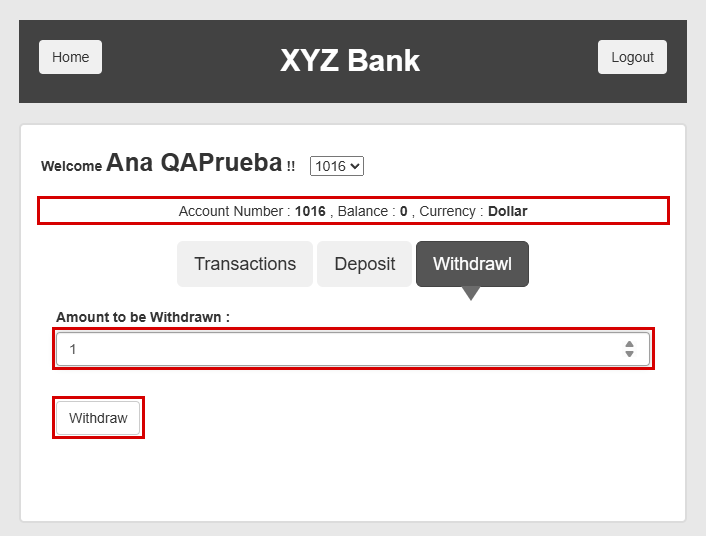 Home
XYZ Bank
Logout
Welcome Ana QAPrueba !! 1016
Account Number : 1016 , Balance : 0 , Currency : Dollar
Transactions Deposit Withdrawl
Amount to be Withdrawn :
1
Withdraw